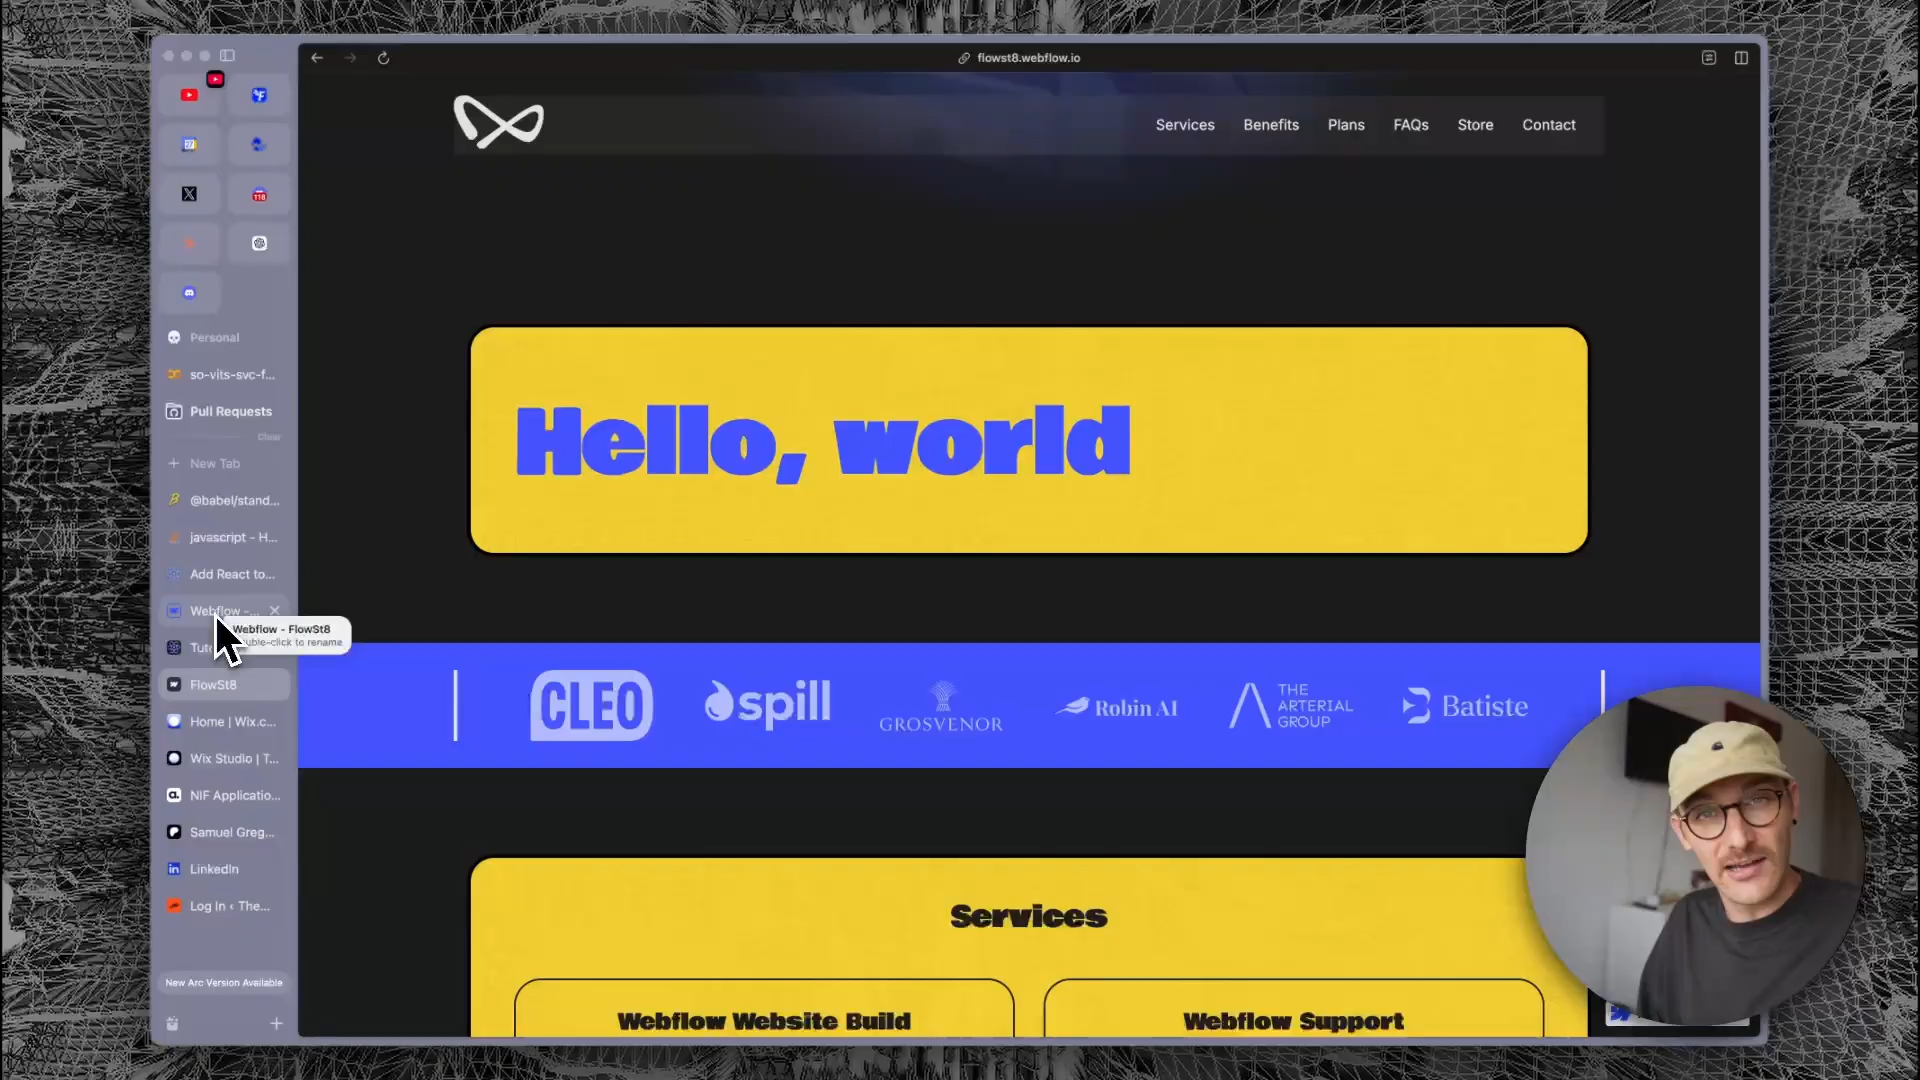 flowst8.webflow.io
Services
Benefits
Plans
FAQs
Store
Contact
27
118
Personal
so-vits-svc-f...
Pull Requests
Clear
New Tab
@babel/stand...
javascript - H...
Add React to...
Webflow -...
Webflow - FlowSt8
FlowSt8
Home | Wix.c...
Wix Studio | T...
NIF Applicatio...
Samuel Greg...
LinkedIn
Log In ‹ The...
New Arc Version Available
Hello, world
CLEO
spill
GROSVENOR
Robin AI
THE
ARTERIAL
GROUP
Batiste
Services
Webflow Website Build
Webflow Support